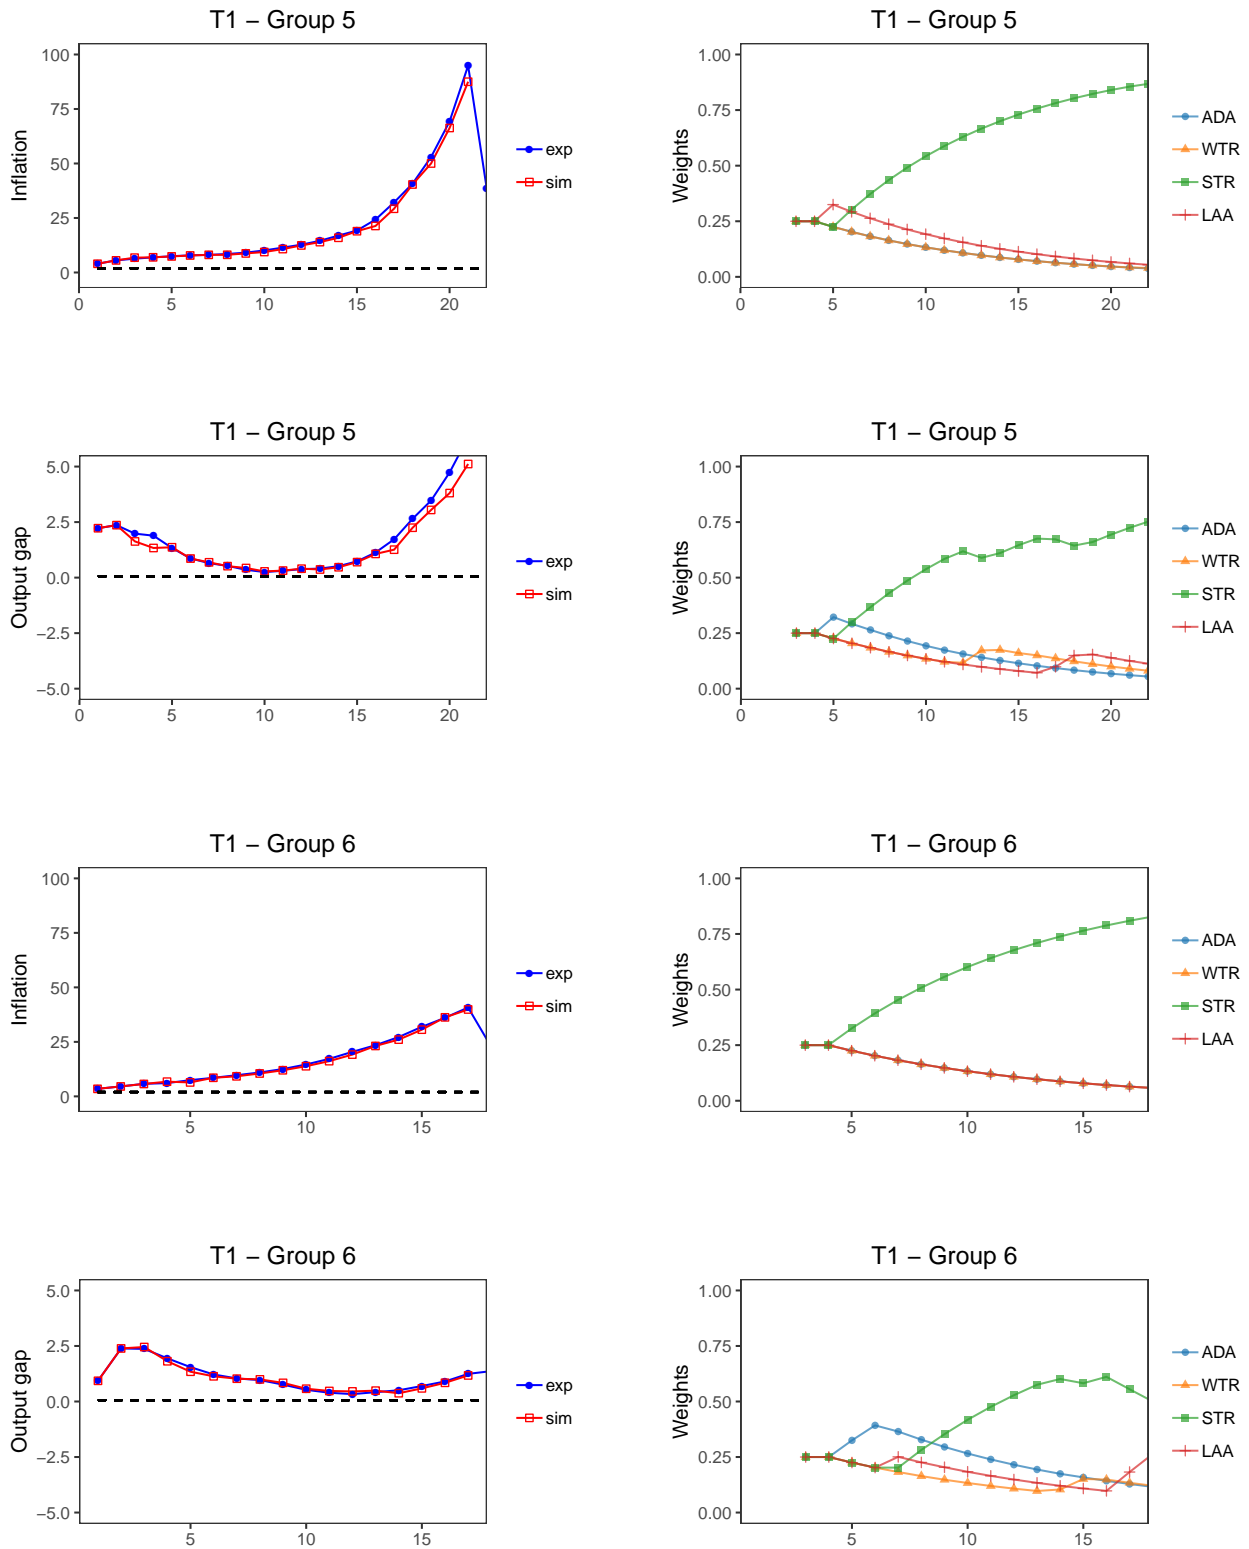 T1 – Group 5
T1 – Group 5
Inflation
100
75
50
25
0
0
5
10
15
20
exp
sim
Weights
1.00
0.75
0.50
0.25
0.00
0
5
10
15
20
ADA
WTR
STR
LAA
T1 – Group 5
T1 – Group 5
Output gap
5.0
2.5
0.0
−2.5
−5.0
0
5
10
15
20
exp
sim
Weights
1.00
0.75
0.50
0.25
0.00
0
5
10
15
20
ADA
WTR
STR
LAA
T1 – Group 6
T1 – Group 6
Inflation
100
75
50
25
0
5
10
15
exp
sim
Weights
1.00
0.75
0.50
0.25
0.00
5
10
15
ADA
WTR
STR
LAA
T1 – Group 6
T1 – Group 6
Output gap
5.0
2.5
0.0
−2.5
−5.0
5
10
15
exp
sim
Weights
1.00
0.75
0.50
0.25
0.00
5
10
15
ADA
WTR
STR
LAA